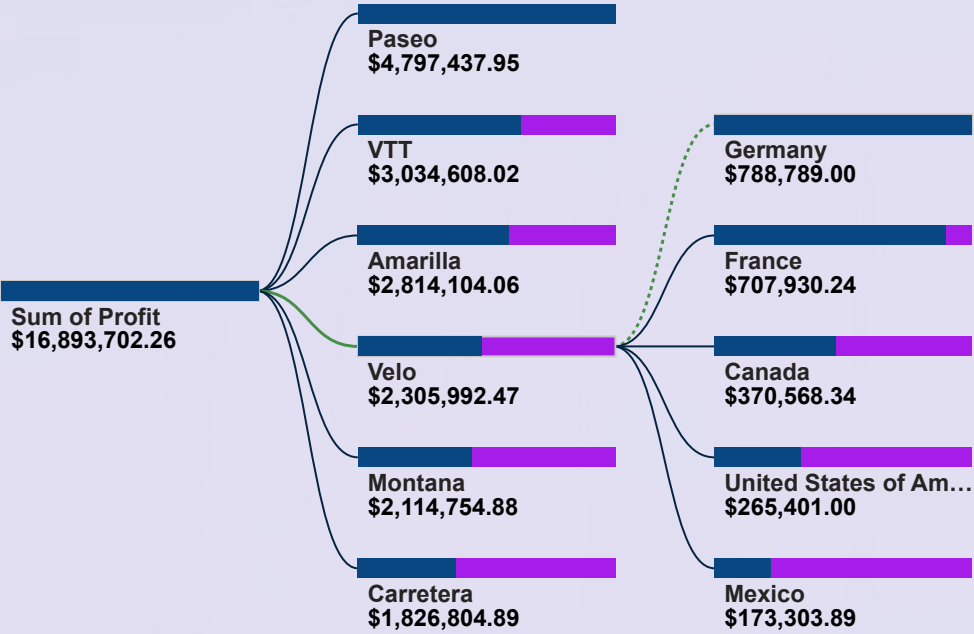 Sum of Profit
$16,893,702.26
Paseo
$4,797,437.95
VTT
$3,034,608.02
Amarilla
$2,814,104.06
Velo
$2,305,992.47
Montana
$2,114,754.88
Carretera
$1,826,804.89
Germany
$788,789.00
France
$707,930.24
Canada
$370,568.34
United States of Am…
$265,401.00
Mexico
$173,303.89